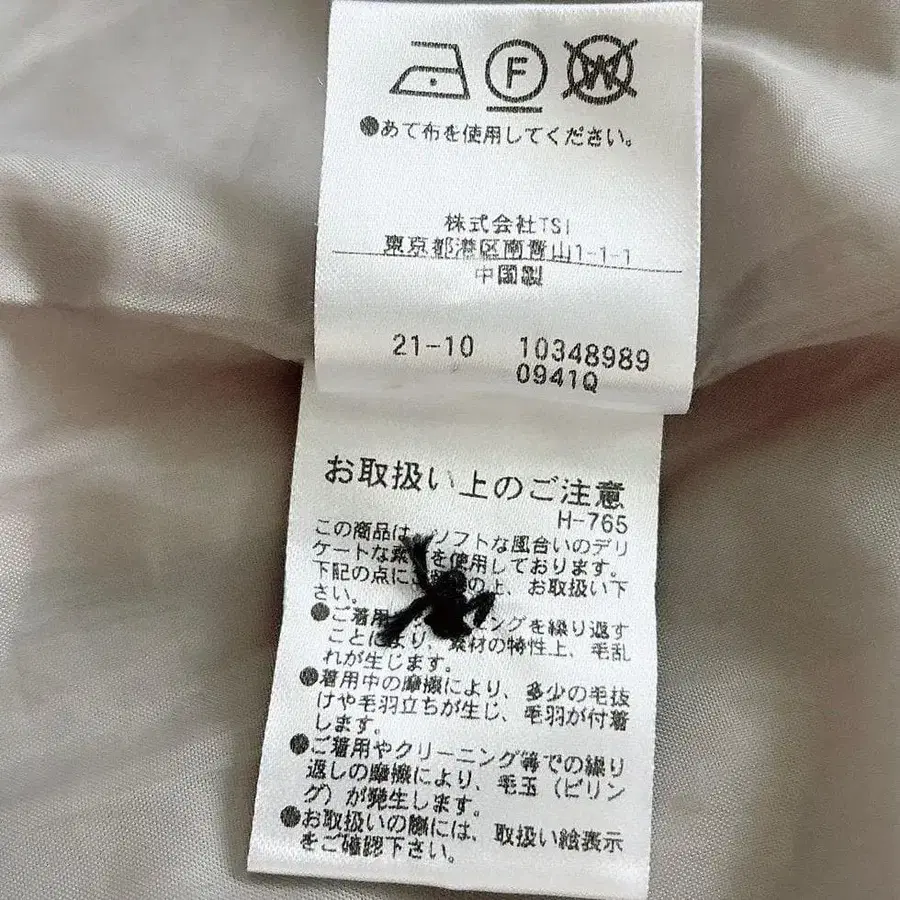 F W
●あて布を使用してください。
株式会社TSI
東京都港区南青山1-1-1
中国製
21-10 10348989
0941Q
お取扱い上のご注意
H-765
この商品は、ソフトな風合いのデリ
ケートな素 を使用しております。
下記の点にご の上、お取扱い下
さい。
●ご着用 ングを繰り返す
ことにより、素材の特性上、毛乱
れが生じます。
●着用中の摩擦により、多少の毛抜
けや毛羽立ちが生じ、毛羽が付着
します。
●ご着用やクリーニング等での繰り
返しの摩擦により、毛玉(ピリン
グ)が発生します。
●お取扱いの際には、取扱い絵表示
をご確認下さい。